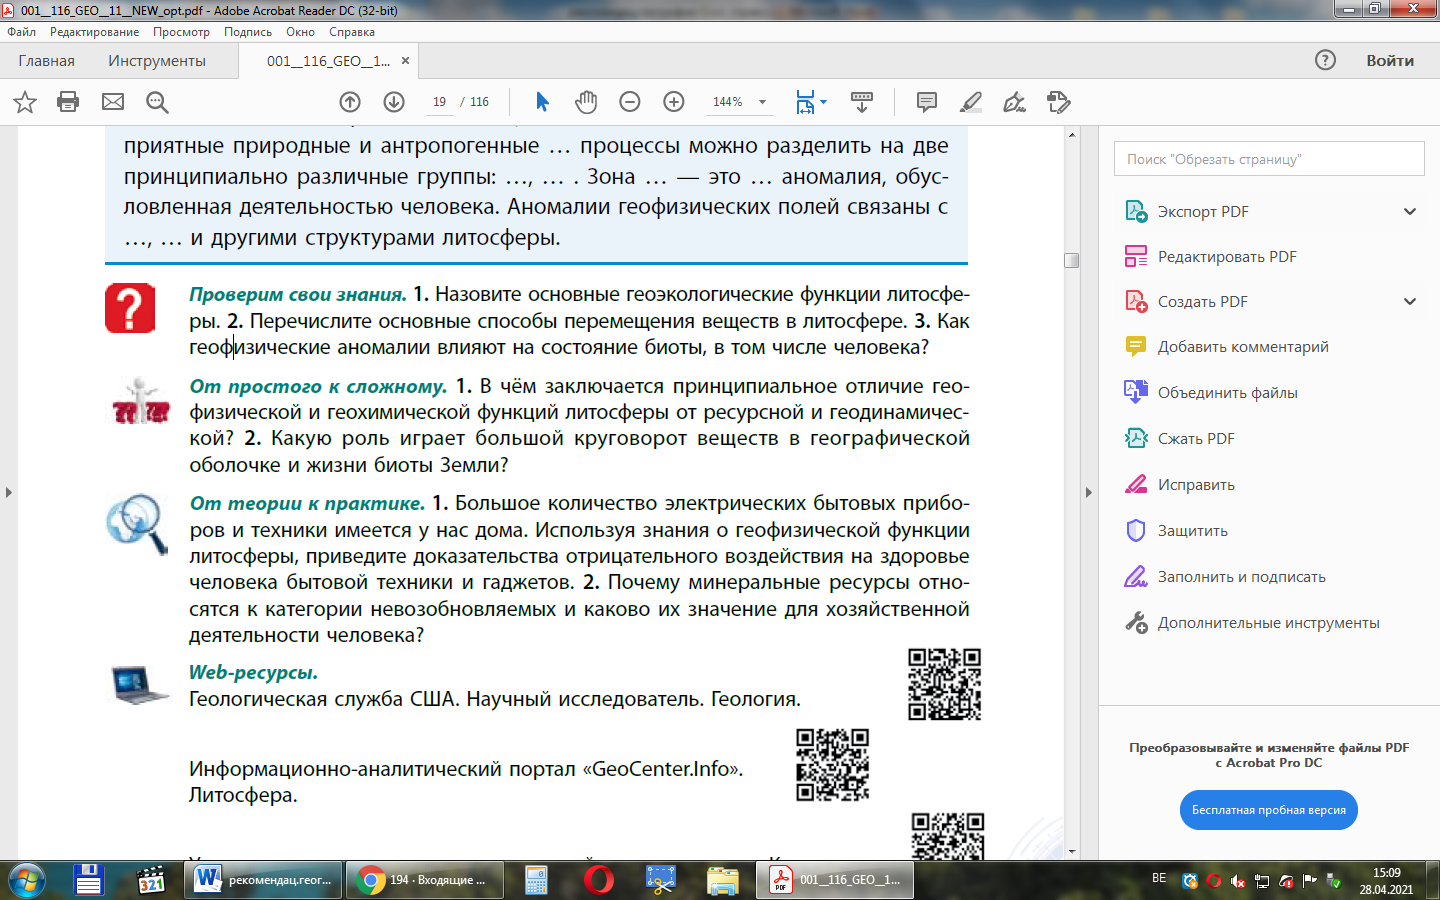 001__116_GEO__11__NEW_opt.pdf - Adobe Acrobat Reader DC (32-bit)
Файл Редактирование Просмотр Подпись Окно Справка
Главная Инструменты 001__116_GEO__1... × Войти
19 / 116 144%
приятные природные и антропогенные … процессы можно разделить на две
принципиально различные группы: …, … . Зона … — это … аномалия, обус-
ловленная деятельностью человека. Аномалии геофизических полей связаны с
…, … и другими структурами литосферы.
Проверим свои знания. 1. Назовите основные геоэкологические функции литосфе-
ры. 2. Перечислите основные способы перемещения веществ в литосфере. 3. Как
геофизические аномалии влияют на состояние биоты, в том числе человека?
От простого к сложному. 1. В чём заключается принципиальное отличие гео-
физической и геохимической функций литосферы от ресурсной и геодинамичес-
кой? 2. Какую роль играет большой круговорот веществ в географической
оболочке и жизни биоты Земли?
От теории к практике. 1. Большое количество электрических бытовых прибо-
ров и техники имеется у нас дома. Используя знания о геофизической функции
литосферы, приведите доказательства отрицательного воздействия на здоровье
человека бытовой техники и гаджетов. 2. Почему минеральные ресурсы отно-
сятся к категории невозобновляемых и каково их значение для хозяйственной
деятельности человека?
Web-ресурсы.
Геологическая служба США. Научный исследователь. Геология.
Информационно-аналитический портал «GeoCenter.Info».
Литосфера.
Поиск "Обрезать страницу"
Экспорт PDF
Редактировать PDF
Создать PDF
Добавить комментарий
Объединить файлы
Сжать PDF
Исправить
Защитить
Заполнить и подписать
Дополнительные инструменты
Преобразовывайте и изменяйте файлы PDF
с Acrobat Pro DC
Бесплатная пробная версия
321 рекомендац.геог... 194 · Входящие ... 001__116_GEO__1... BE 15:09
28.04.2021